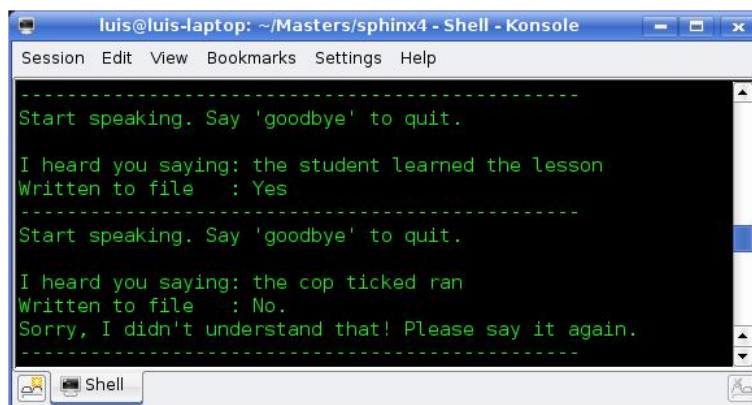 luis@luis-laptop: ~/Masters/sphinx4 - Shell - Konsole
Session Edit View Bookmarks Settings Help
-------------------------------------------------
Start speaking. Say 'goodbye' to quit.
I heard you saying: the student learned the lesson
Written to file   : Yes
-------------------------------------------------
Start speaking. Say 'goodbye' to quit.
I heard you saying: the cop ticked ran
Written to file   : No.
Sorry, I didn't understand that! Please say it again.
-------------------------------------------------
Shell